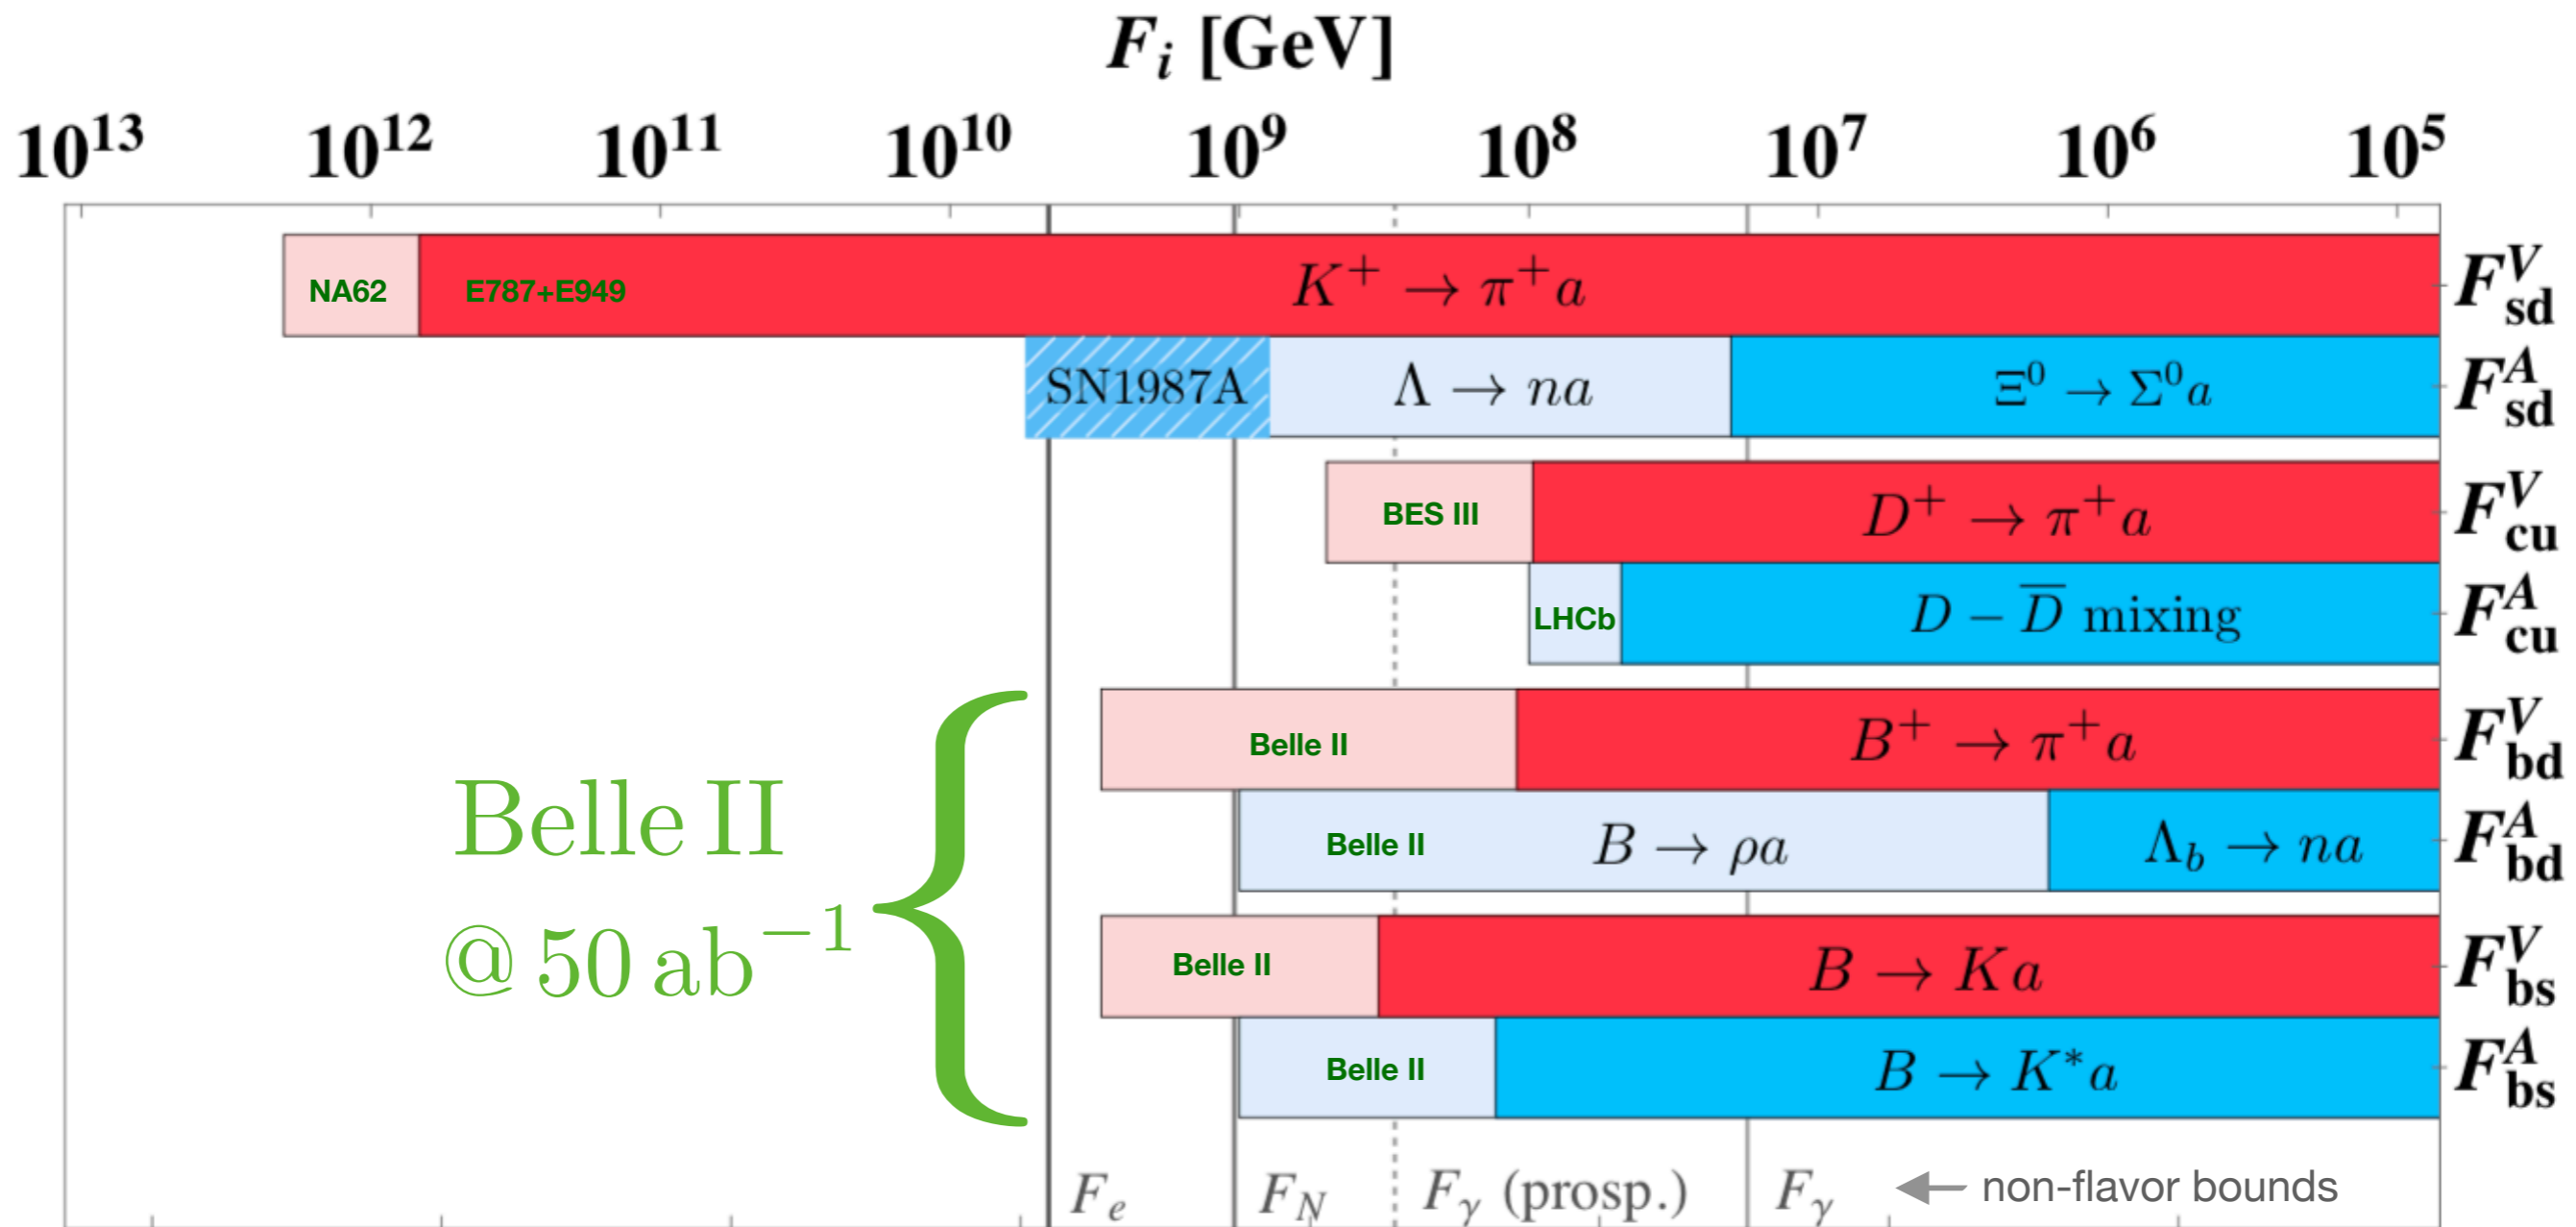 F_i [GeV]
10^13 10^12 10^11 10^10 10^9 10^8 10^7 10^6 10^5
NA62 E787+E949 K^+ → π^+ a F^V_sd
SN1987A Λ → na Ξ^0 → Σ^0 a F^A_sd
BES III D^+ → π^+ a F^V_cu
LHCb D − D̅ mixing F^A_cu
Belle II B^+ → π^+ a F^V_bd
Belle II
@ 50 ab^−1
Belle II B → ρa Λ_b → na F^A_bd
Belle II B → Ka F^V_bs
Belle II B → K^* a F^A_bs
F_e F_N F_γ (prosp.) F_γ ← non-flavor bounds